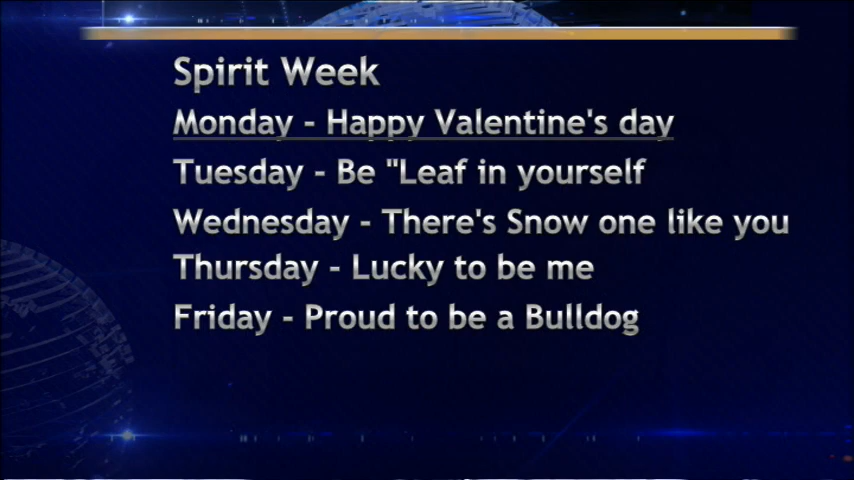 Spirit Week
Monday - Happy Valentine's day
Tuesday - Be "Leaf in yourself
Wednesday - There's Snow one like you
Thursday - Lucky to be me
Friday - Proud to be a Bulldog